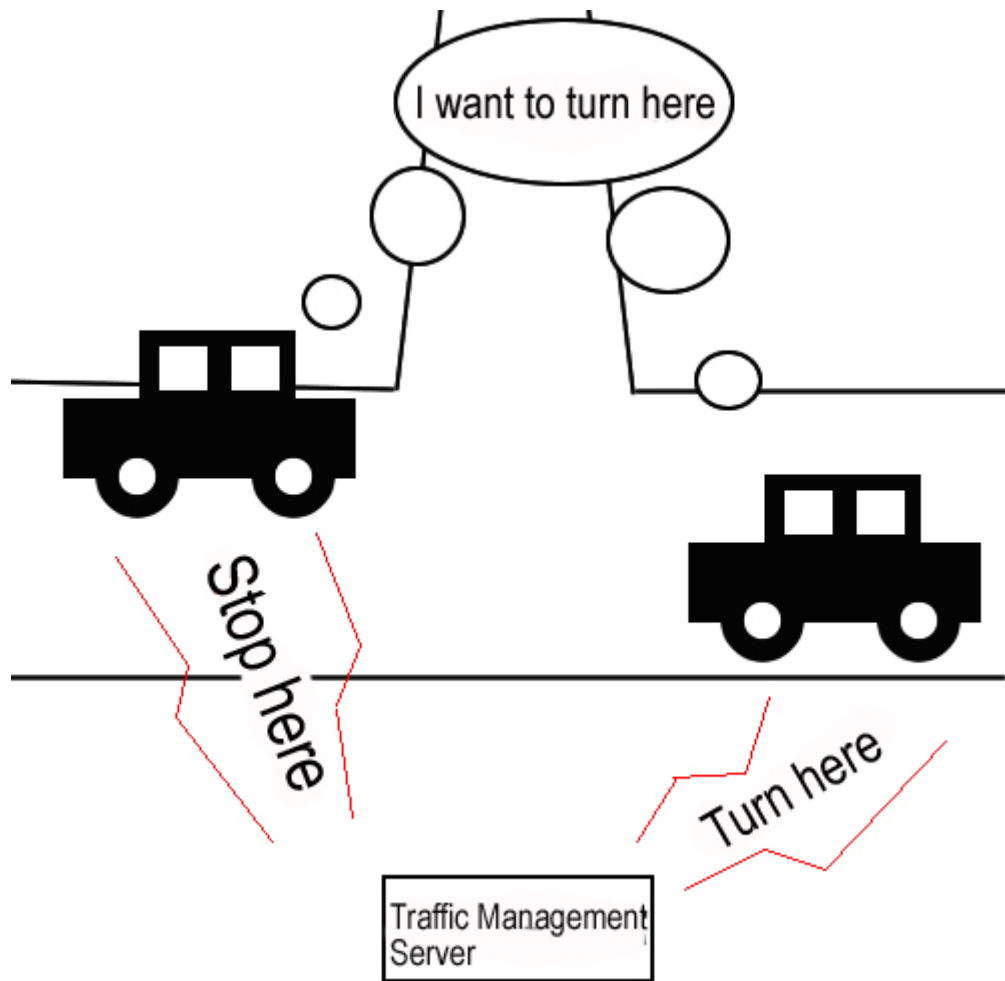 I want to turn here
Stop here
Turn here
Traffic Management
Server